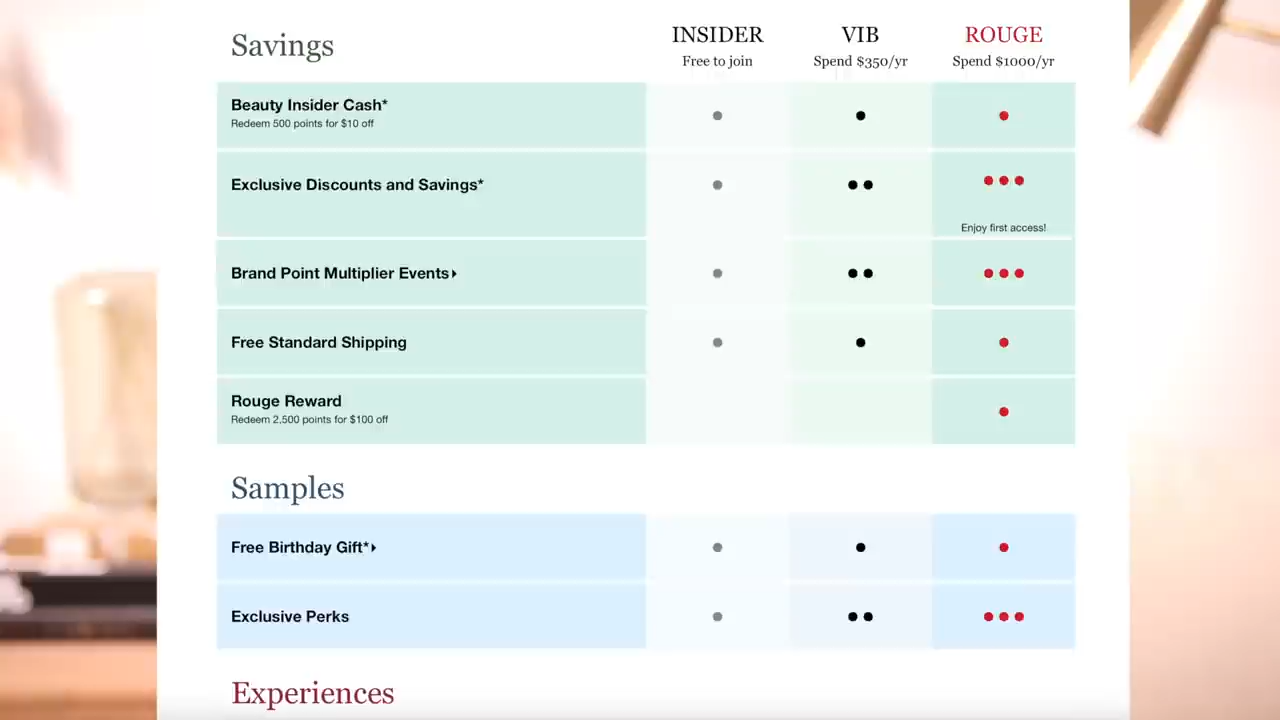 Savings
INSIDER
Free to join
VIB
Spend $350/yr
ROUGE
Spend $1000/yr
Beauty Insider Cash*
Redeem 500 points for $10 off
Exclusive Discounts and Savings*
Enjoy first access!
Brand Point Multiplier Events
Free Standard Shipping
Rouge Reward
Redeem 2,500 points for $100 off
Samples
Free Birthday Gift*
Exclusive Perks
Experiences